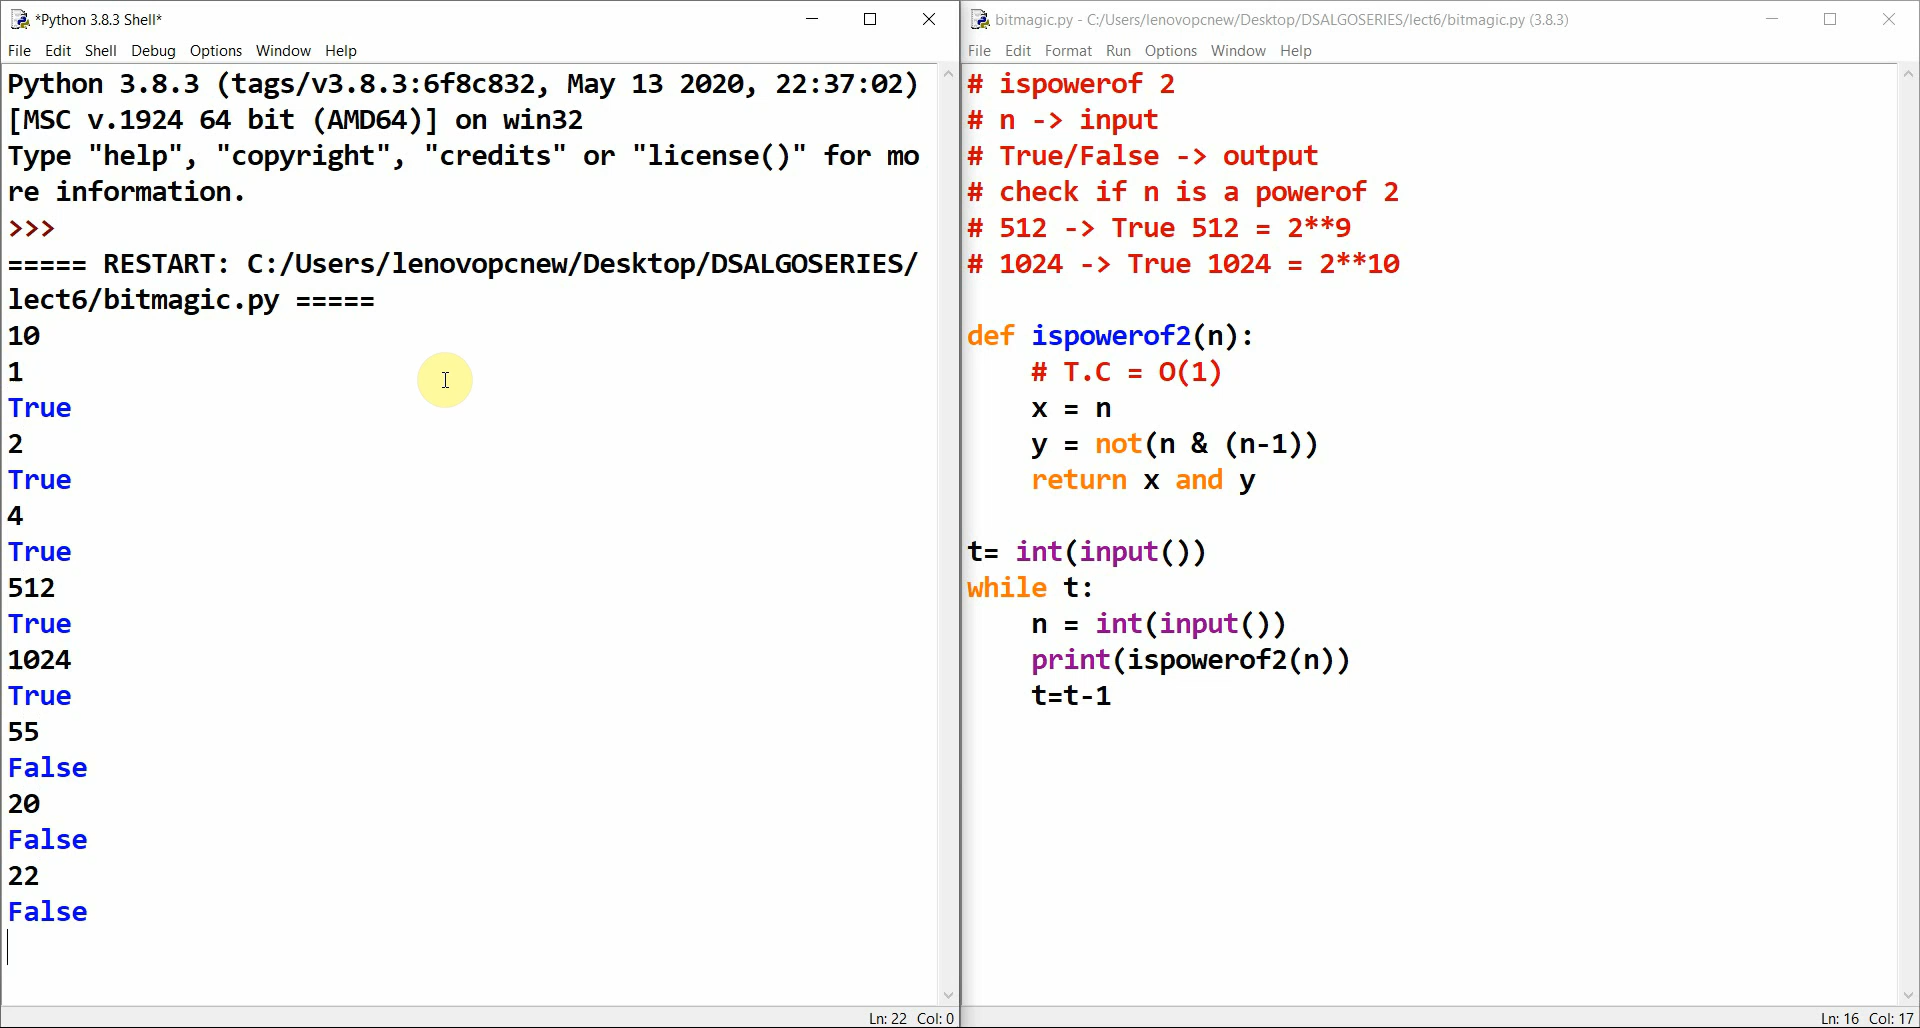 *Python 3.8.3 Shell*
File Edit Shell Debug Options Window Help
Python 3.8.3 (tags/v3.8.3:6f8c832, May 13 2020, 22:37:02)
[MSC v.1924 64 bit (AMD64)] on win32
Type "help", "copyright", "credits" or "license()" for mo
re information.
>>>
===== RESTART: C:/Users/lenovopcnew/Desktop/DSALGOSERIES/
lect6/bitmagic.py =====
10
1
True
2
True
4
True
512
True
1024
True
55
False
20
False
22
False
Ln: 22 Col: 0
bitmagic.py - C:/Users/lenovopcnew/Desktop/DSALGOSERIES/lect6/bitmagic.py (3.8.3)
File Edit Format Run Options Window Help
# ispowerof 2
# n -> input
# True/False -> output
# check if n is a powerof 2
# 512 -> True 512 = 2**9
# 1024 -> True 1024 = 2**10
def ispowerof2(n):
    # T.C = O(1)
    x = n
    y = not(n & (n-1))
    return x and y
t= int(input())
while t:
    n = int(input())
    print(ispowerof2(n))
    t=t-1
Ln: 16 Col: 17